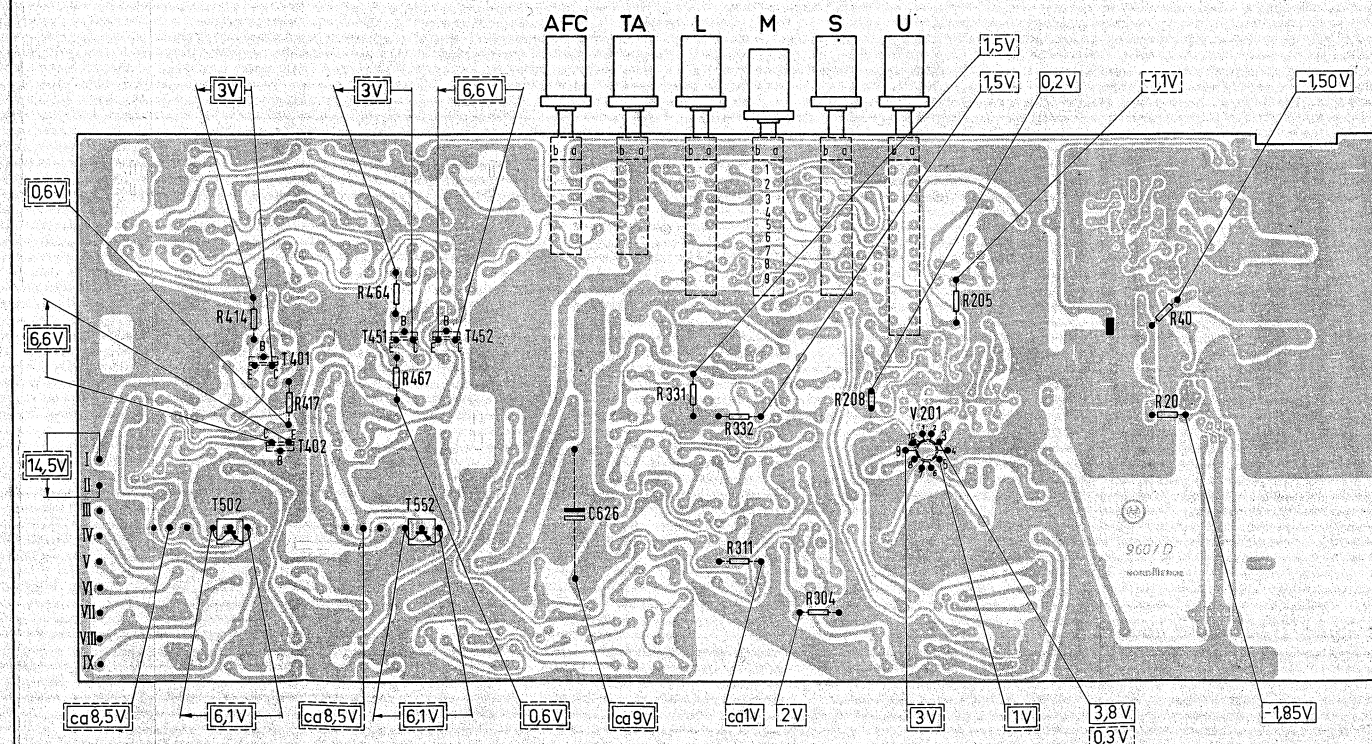 AFC TA L M S U
1,5V
3V 3V 6,6V 1,5V 0,2V -1,1V -1,50V
b a b a b a b a b a b a
1
2
3
4
5
6
7
8
9
0,6V
R464
R414
R205
R40
6,6V
B
T451
B
T452
B
T401
E C
R467
R331
R417
R208
R20
R332
V201
T402
B
14,5V
I
II
III
IV
V
VI
VII
VIII
IX
T502 T552
C626
R311
960/D
NORDMENDE
R304
ca8,5V 6,1V ca8,5V 6,1V 0,6V ca9V ca1V 2V 3V 1V 3,8V -1,85V
0,3V